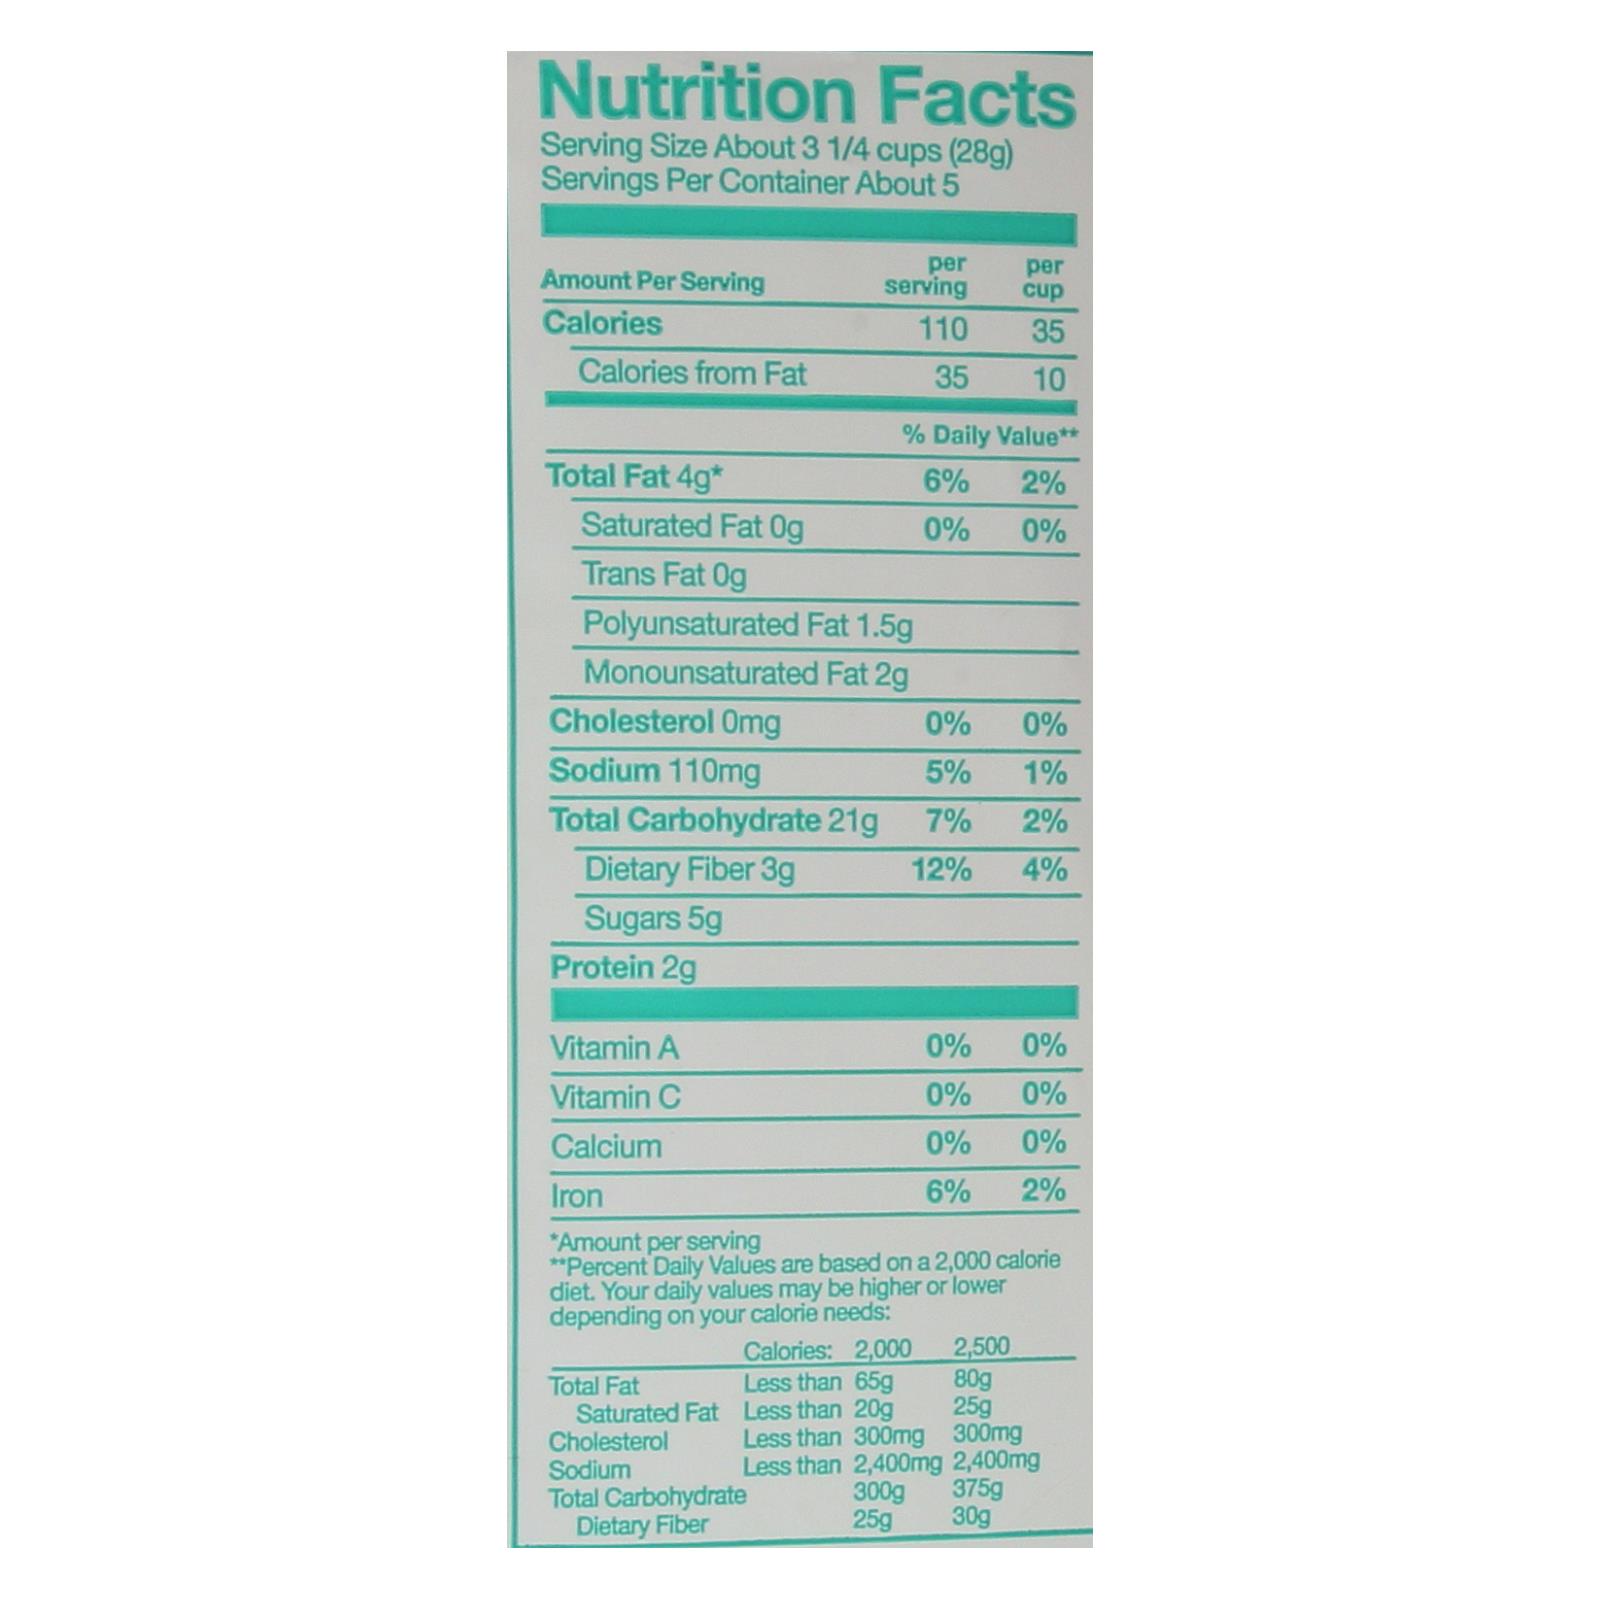 Nutrition Facts
Serving Size About 3 1/4 cups (28g)
Servings Per Container About 5
Amount Per Serving per serving per cup
Calories 110 35
Calories from Fat 35 10
% Daily Value**
Total Fat 4g* 6% 2%
Saturated Fat 0g 0% 0%
Trans Fat 0g
Polyunsaturated Fat 1.5g
Monounsaturated Fat 2g
Cholesterol 0mg 0% 0%
Sodium 110mg 5% 1%
Total Carbohydrate 21g 7% 2%
Dietary Fiber 3g 12% 4%
Sugars 5g
Protein 2g
Vitamin A 0% 0%
Vitamin C 0% 0%
Calcium 0% 0%
Iron 6% 2%
*Amount per serving
**Percent Daily Values are based on a 2,000 calorie
diet. Your daily values may be higher or lower
depending on your calorie needs:
Calories: 2,000 2,500
Total Fat Less than 65g 80g
Saturated Fat Less than 20g 25g
Cholesterol Less than 300mg 300mg
Sodium Less than 2,400mg 2,400mg
Total Carbohydrate 300g 375g
Dietary Fiber 25g 30g